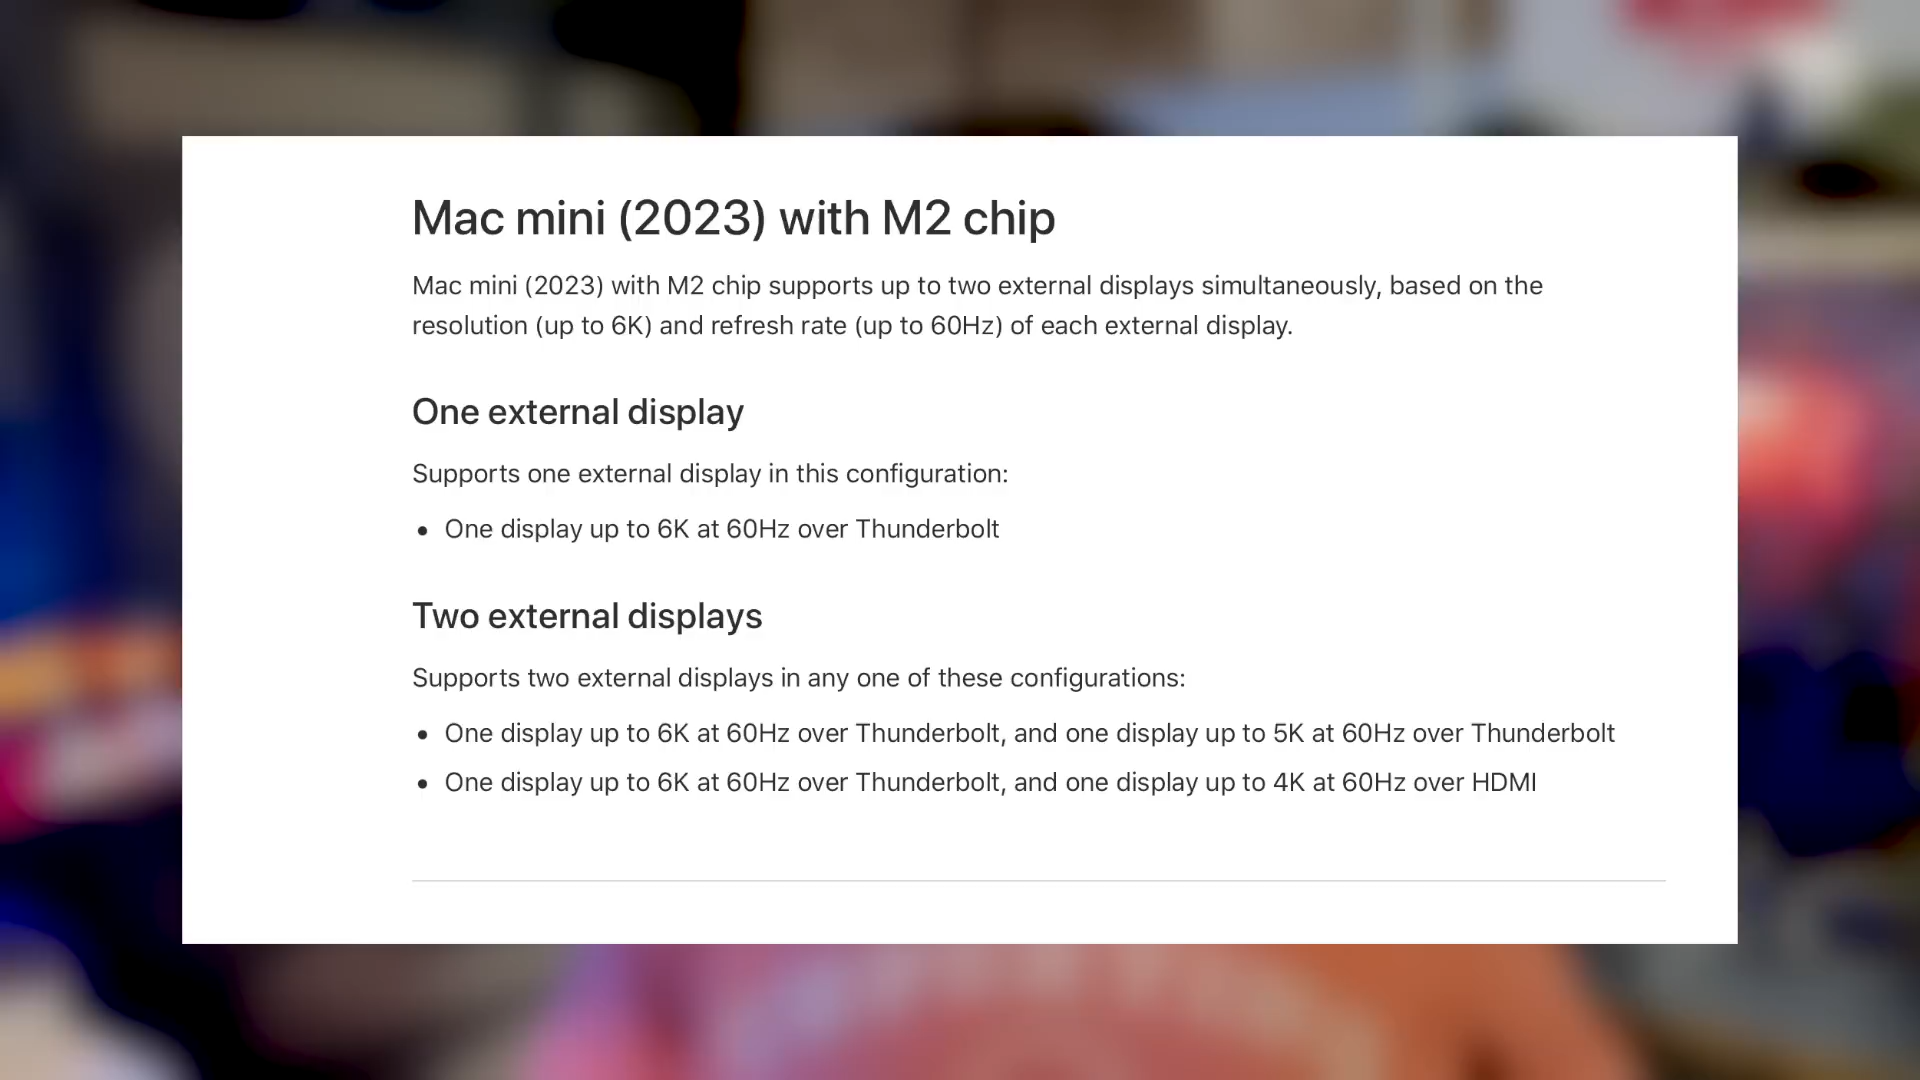 Mac mini (2023) with M2 chip
Mac mini (2023) with M2 chip supports up to two external displays simultaneously, based on the
resolution (up to 6K) and refresh rate (up to 60Hz) of each external display.
One external display
Supports one external display in this configuration:
• One display up to 6K at 60Hz over Thunderbolt
Two external displays
Supports two external displays in any one of these configurations:
• One display up to 6K at 60Hz over Thunderbolt, and one display up to 5K at 60Hz over Thunderbolt
• One display up to 6K at 60Hz over Thunderbolt, and one display up to 4K at 60Hz over HDMI